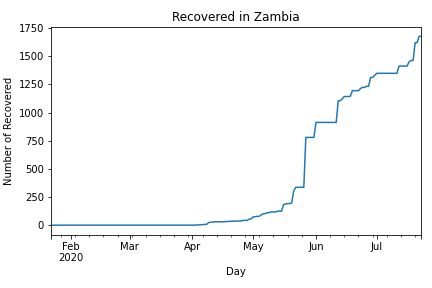 Recovered in Zambia
Number of Recovered
1750
1500
1250
1000
750
500
250
0
Feb
2020
Mar
Apr
May
Jun
Jul
Day